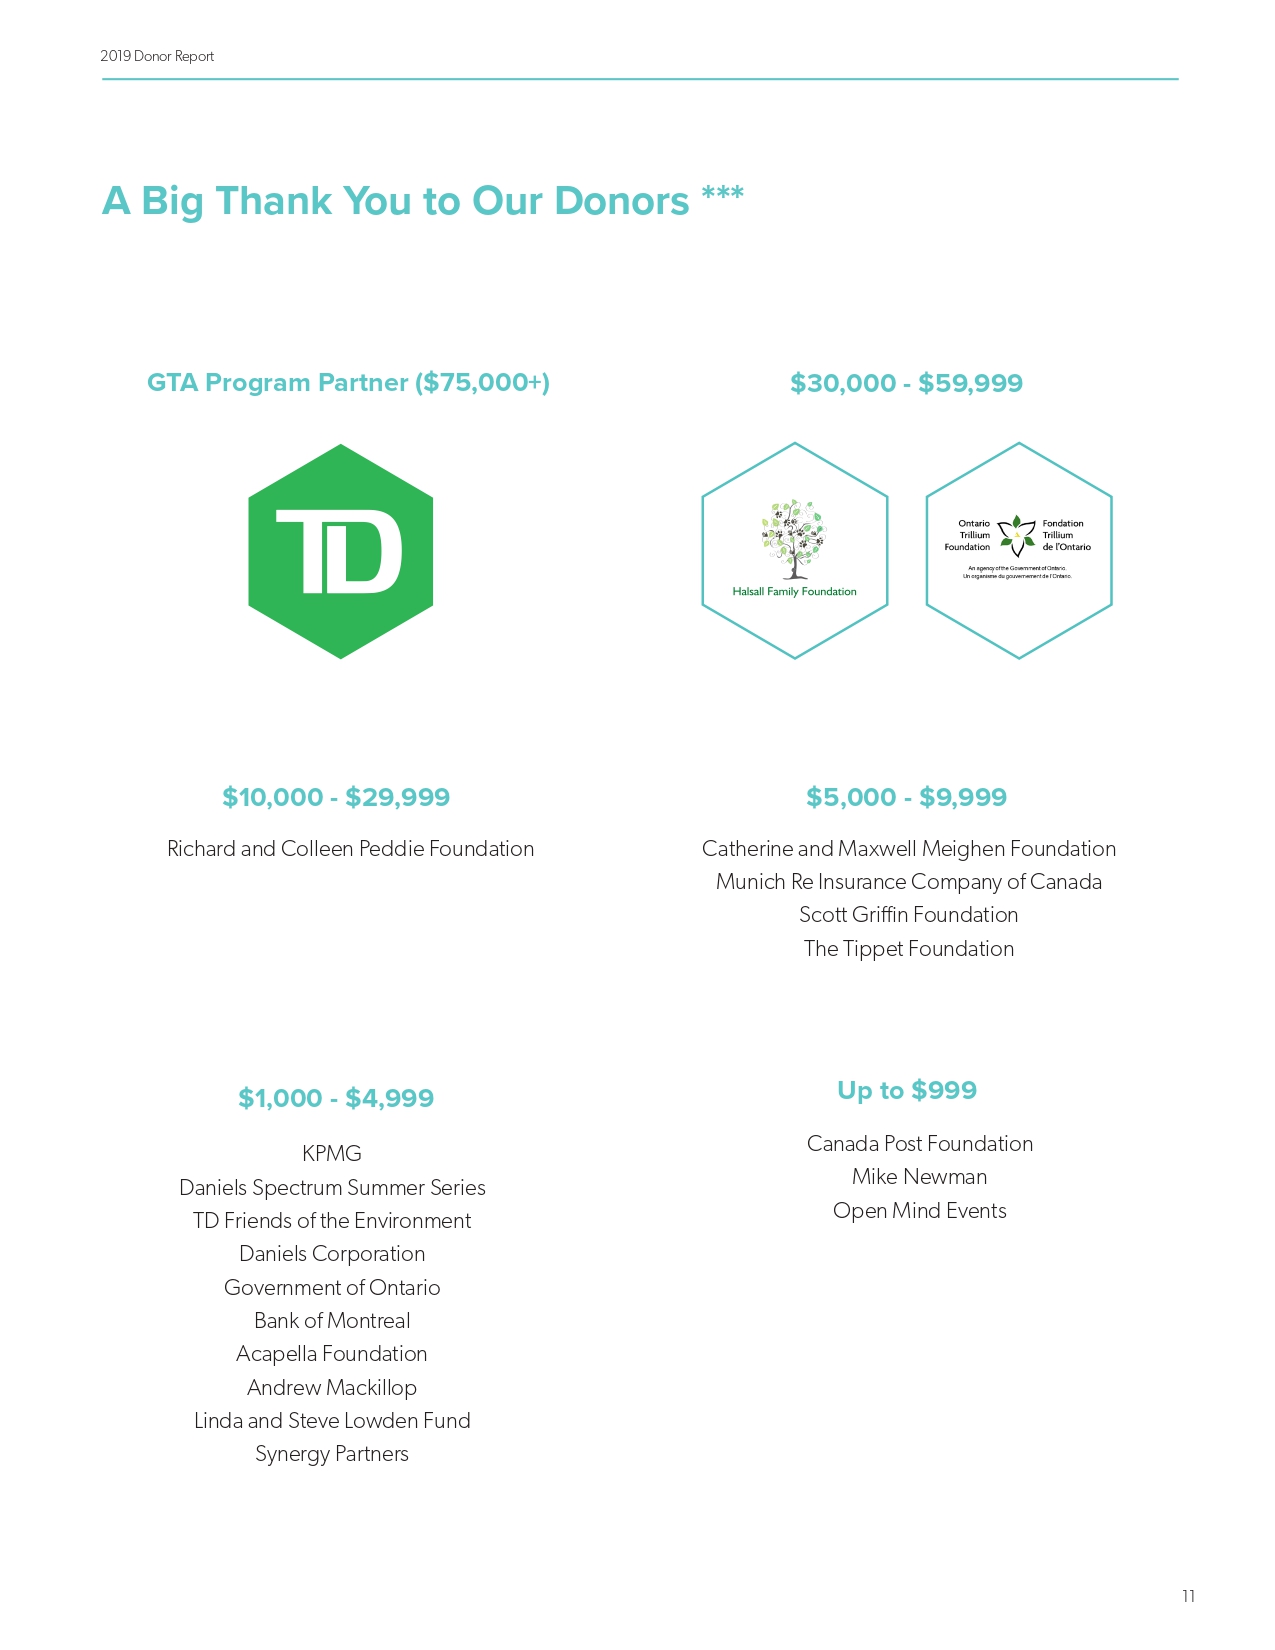 2019 Donor Report
A Big Thank You to Our Donors ***
GTA Program Partner ($75,000+)
TD
$30,000 - $59,999
Halsall Family Foundation
Ontario
Trillium
Foundation
Fondation
Trillium
de l'Ontario
An agency of the Government of Ontario.
Un organisme du gouvernement de l'Ontario.
$10,000 - $29,999
Richard and Colleen Peddie Foundation
$5,000 - $9,999
Catherine and Maxwell Meighen Foundation
Munich Re Insurance Company of Canada
Scott Griffin Foundation
The Tippet Foundation
$1,000 - $4,999
KPMG
Daniels Spectrum Summer Series
TD Friends of the Environment
Daniels Corporation
Government of Ontario
Bank of Montreal
Acapella Foundation
Andrew Mackillop
Linda and Steve Lowden Fund
Synergy Partners
Up to $999
Canada Post Foundation
Mike Newman
Open Mind Events
11